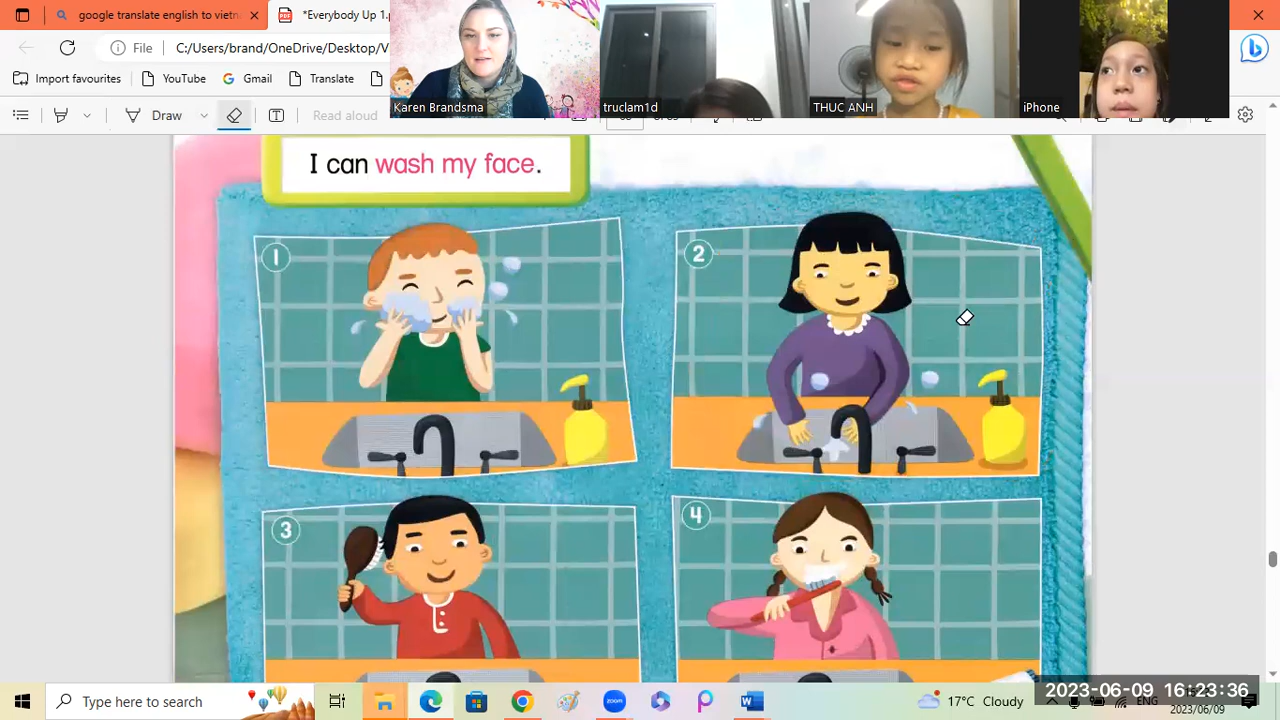 google translate english to vietn
*Everybody Up 1.p
File
C:/Users/brand/OneDrive/Desktop/V
Import favourites
YouTube
Gmail
Translate
Karen Brandsma
truclam1d
THUC ANH
iPhone
Draw
T
Read aloud
I can wash my face.
1
2
3
4
Type here to search
zoom
17°C Cloudy
ENG
2023-06-09 16:23:36
2023/06/09